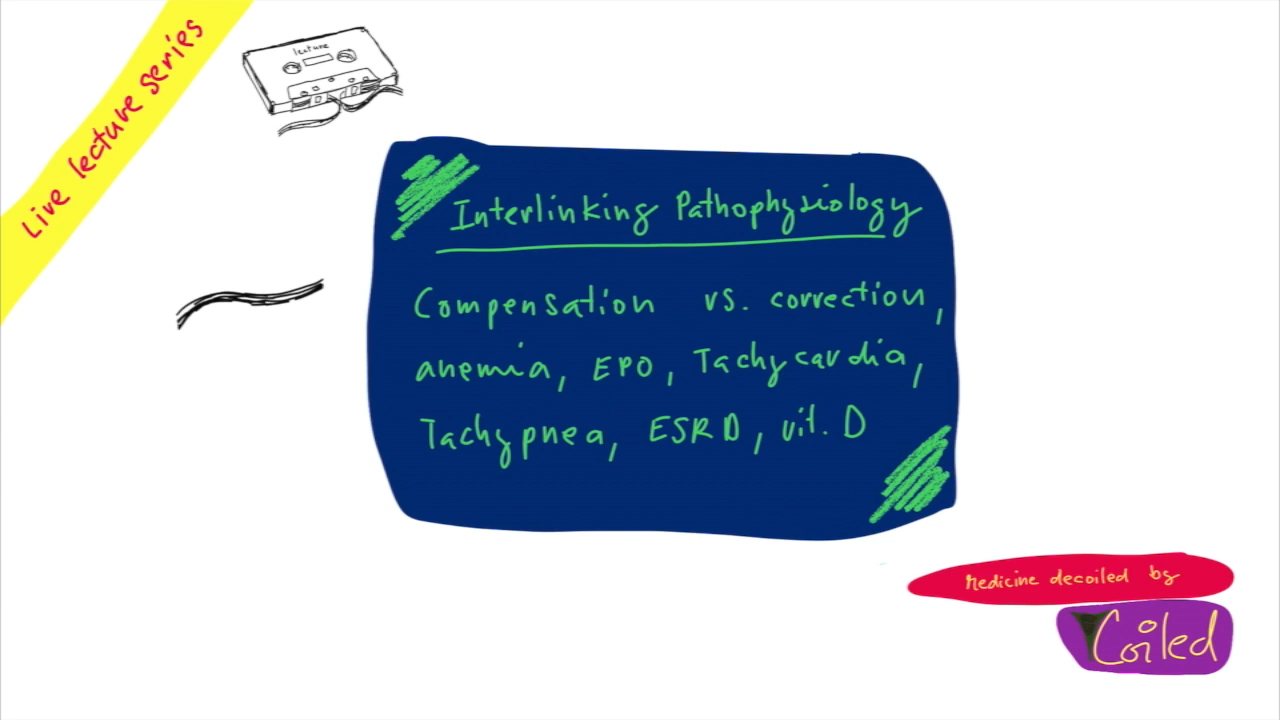 Live lecture series
lecture
Interlinking Pathophysiology
Compensation vs. correction,
anemia, EPO, Tachycardia,
Tachypnea, ESRD, vit. D
Medicine decoiled by
Coiled